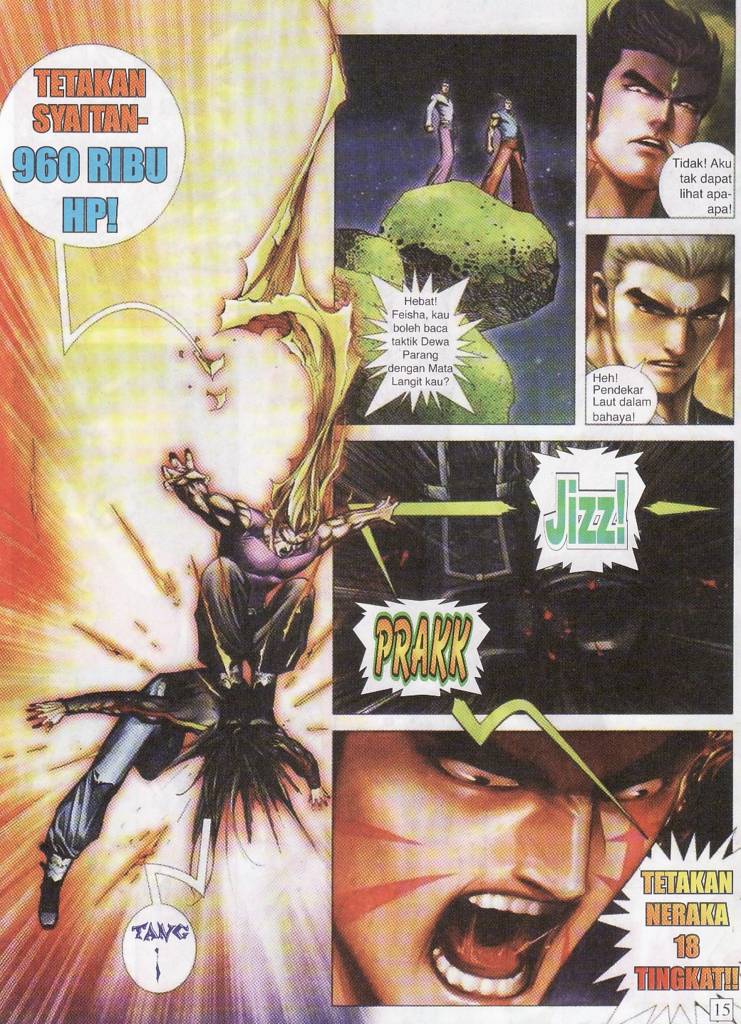 TETAKAN
SYAITAN-
960 RIBU
HP!
Hebat!
Feisha, kau
boleh baca
taktik Dewa
Parang
dengan Mata
Langit kau?
Tidak! Aku
tak dapat
lihat apa-
apa!
Heh!
Pendekar
Laut dalam
bahaya!
Jizz!
PRAKK
TANG
!
TETAKAN
NERAKA
18
TINGKAT!!
15